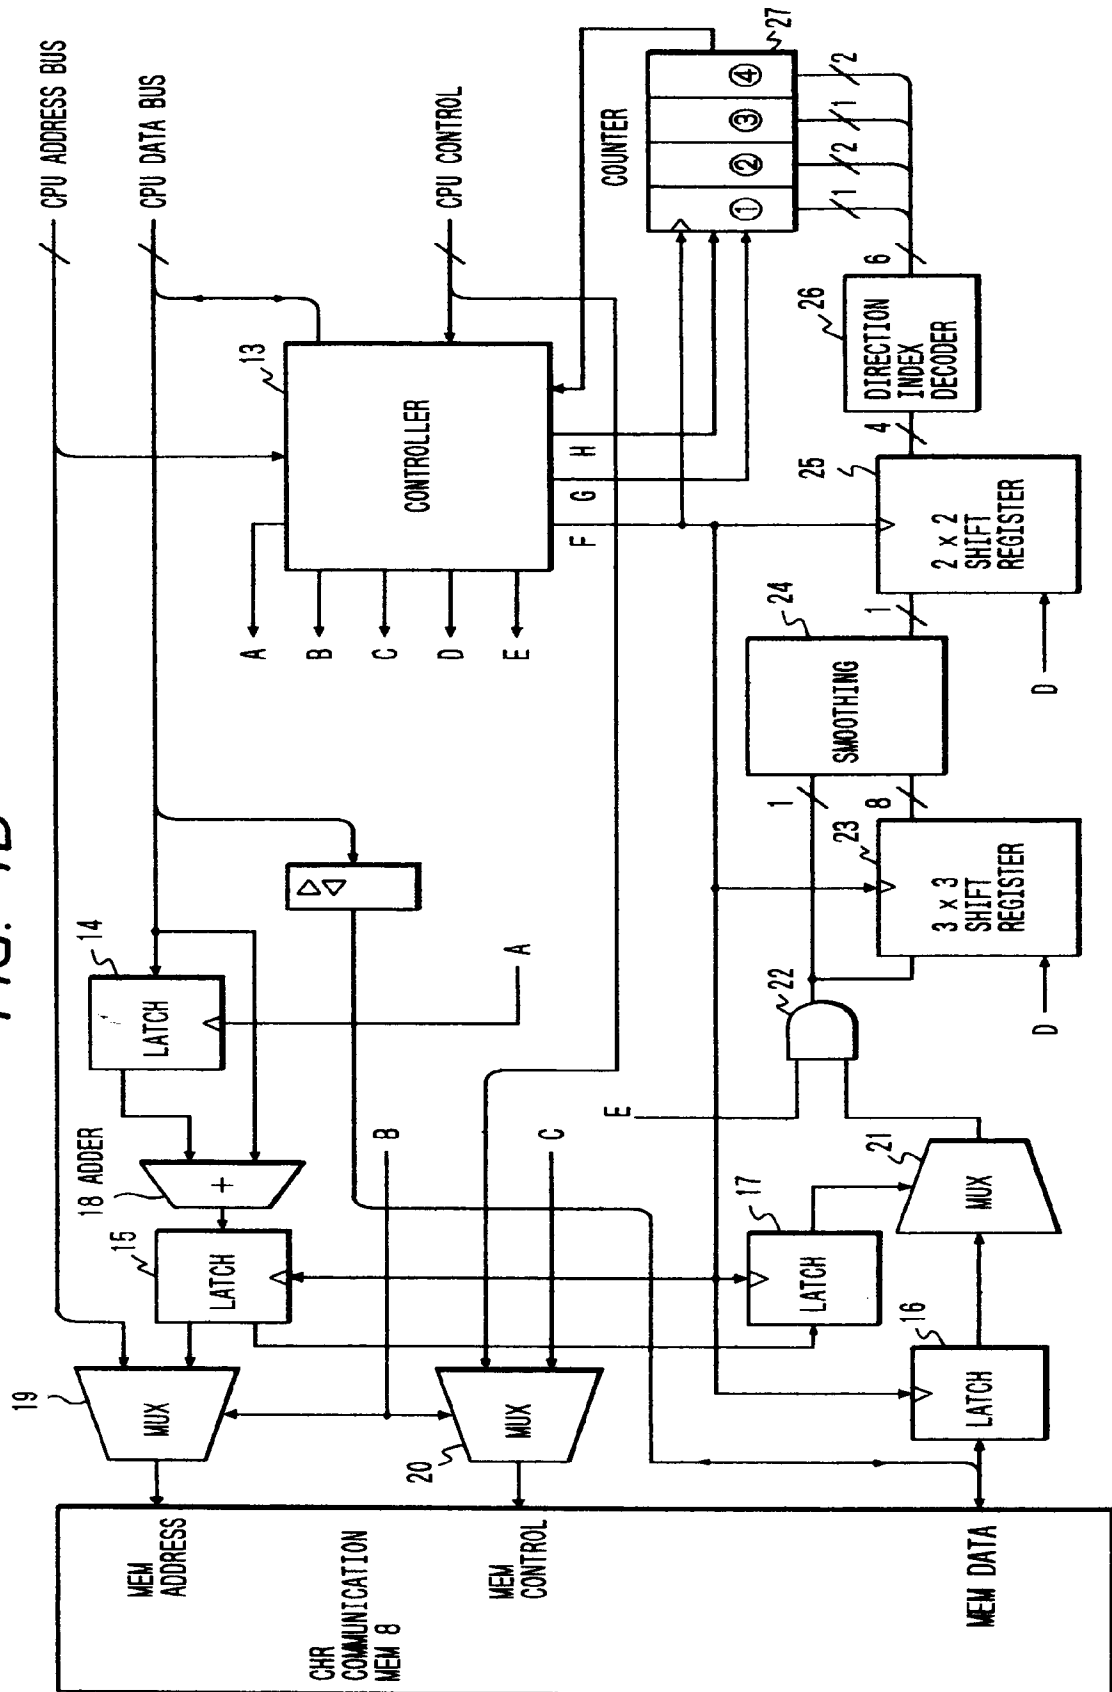 FIG. 1B
CPU ADDRESS BUS
CPU DATA BUS
CPU CONTROL
CHR
COMMUNICATION
MEM 8
MEM
ADDRESS
MEM
CONTROL
MEM DATA
19
MUX
20
MUX
15
LATCH
18 ADDER
+
14
LATCH
A
B
C
13
CONTROLLER
A
B
C
D
E
F
G
H
COUNTER
27
①
②
③
④
1
2
1
2
6
16
LATCH
17
LATCH
21
MUX
E
22
23
3 x 3
SHIFT
REGISTER
D
1
8
24
SMOOTHING
1
25
2 x 2
SHIFT
REGISTER
D
4
26
DIRECTION
INDEX
DECODER